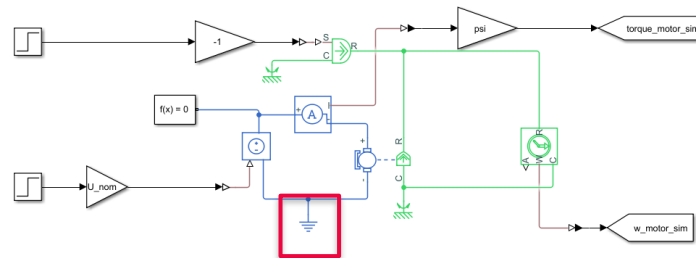 -1
S
R
C
psi
torque_motor_sim
f(x) = 0
+
A
I
+
-
R
C
R
A
W
C
U_nom
w_motor_sim